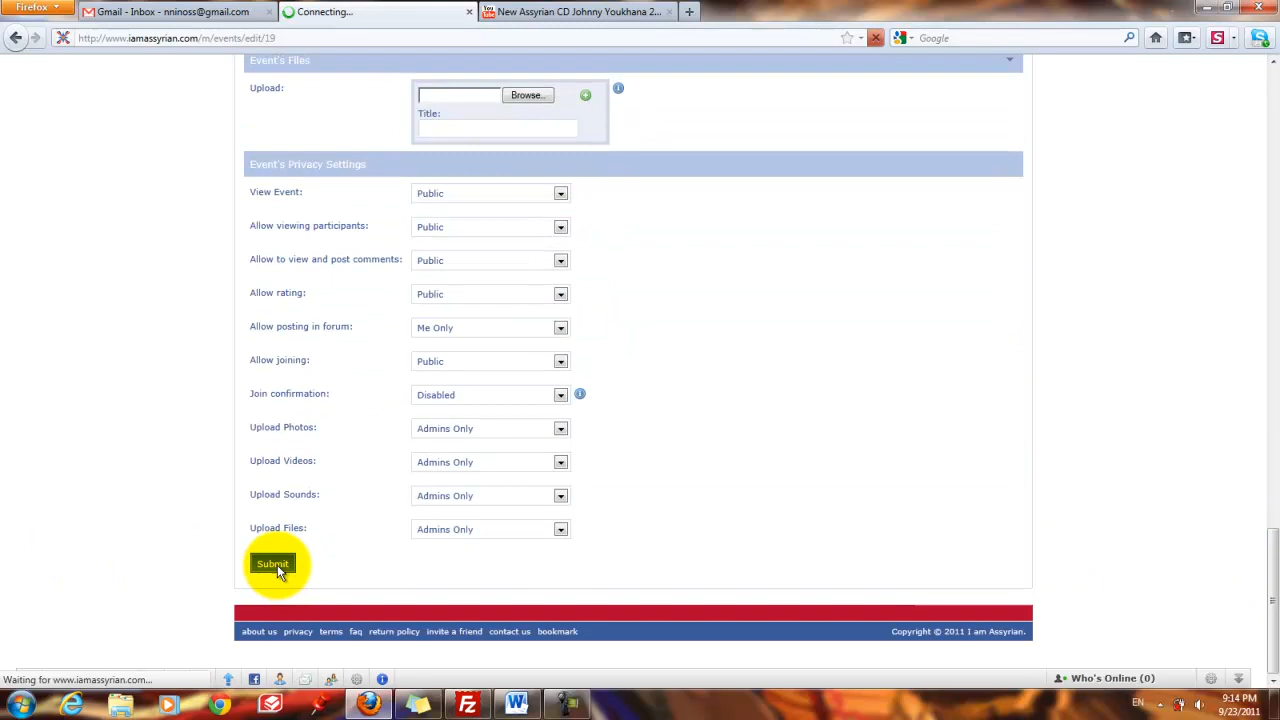 Firefox
Gmail - Inbox - nninoss@gmail.com
Connecting...
New Assyrian CD Johnny Youkhana 2...
http://www.iamassyrian.com/m/events/edit/19
Google
Event's Files
Upload:
Browse..
Title:
Event's Privacy Settings
View Event:
Public
Allow viewing participants:
Public
Allow to view and post comments:
Public
Allow rating:
Public
Allow posting in forum:
Me Only
Allow joining:
Public
Join confirmation:
Disabled
Upload Photos:
Admins Only
Upload Videos:
Admins Only
Upload Sounds:
Admins Only
Upload Files:
Admins Only
Submit
about us privacy terms faq return policy invite a friend contact us bookmark
Copyright © 2011 I am Assyrian.
Waiting for www.iamassyrian.com...
Who's Online (0)
EN
9:14 PM
9/23/2011